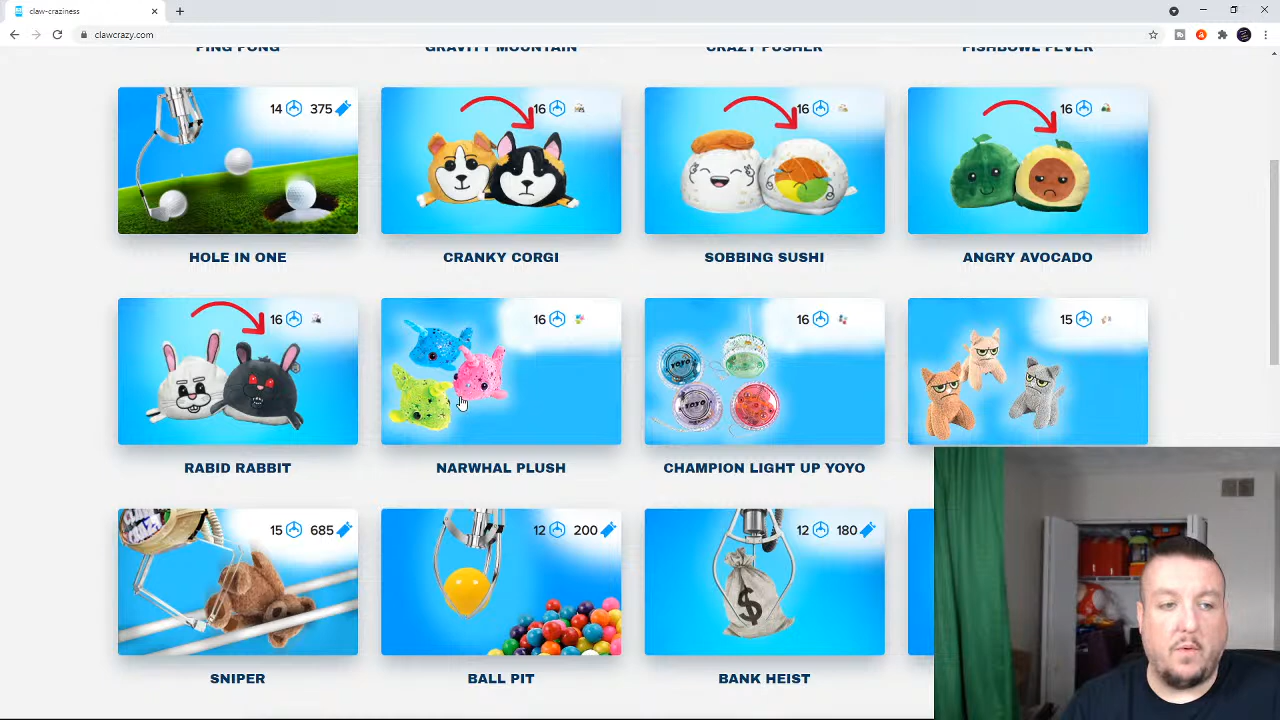 claw-craziness
clawcrazy.com
PING PONG
GRAVITY MOUNTAIN
CRAZY PUSHER
FISHBOWL FEVER
14 375
16
16
16
HOLE IN ONE
CRANKY CORGI
SOBBING SUSHI
ANGRY AVOCADO
16
16
16
15
YOYO
YOYO
RABID RABBIT
NARWHAL PLUSH
CHAMPION LIGHT UP YOYO
15 685
12 200
12 180
$
SNIPER
BALL PIT
BANK HEIST